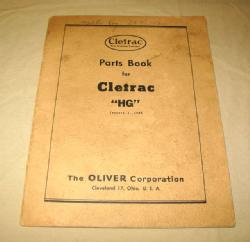 Cletrac
Parts Book
for
Cletrac
"HG"
The OLIVER Corporation
Cleveland 17, Ohio, U. S. A.